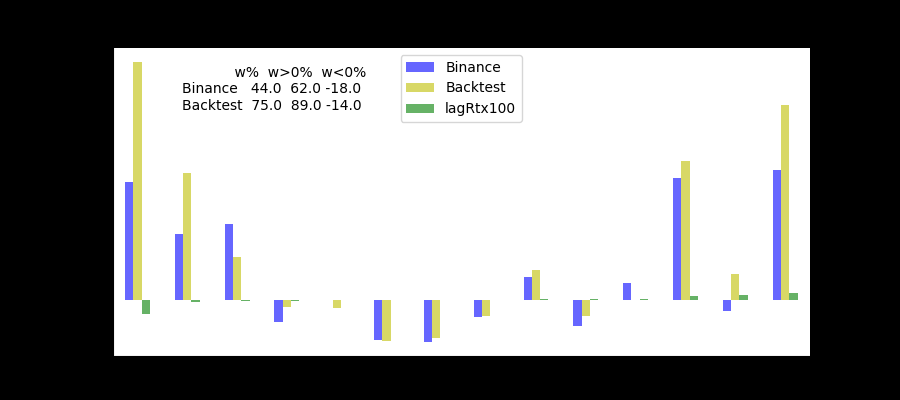 w% w>0% w<0%
Binance 44.0 62.0 -18.0
Backtest 75.0 89.0 -14.0
Binance
Backtest
lagRtx100